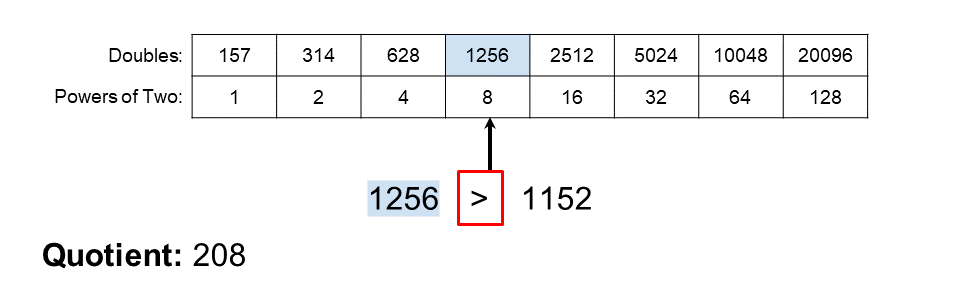 Doubles: 157 314 628 1256 2512 5024 10048 20096
Powers of Two: 1 2 4 8 16 32 64 128
1256 > 1152
Quotient: 208